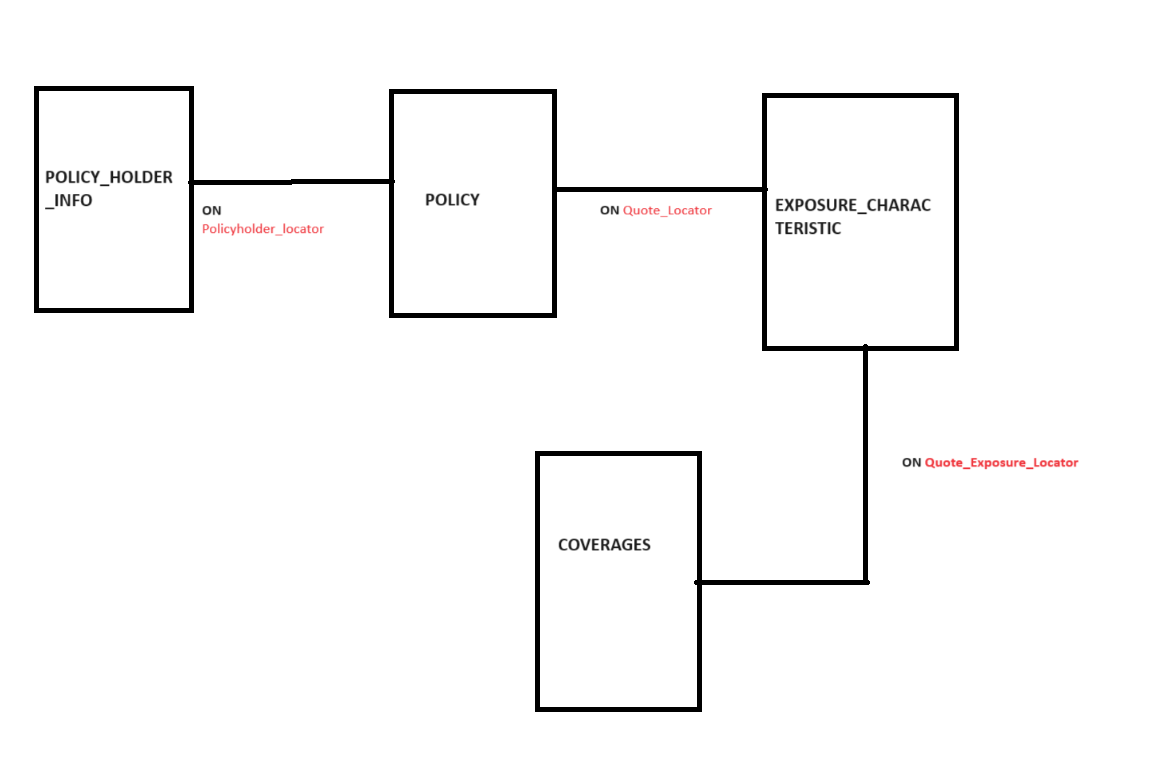 POLICY_HOLDER
_INFO
ON
Policyholder_locator
POLICY
ON Quote_Locator
EXPOSURE_CHARAC
TERISTIC
ON Quote_Exposure_Locator
COVERAGES